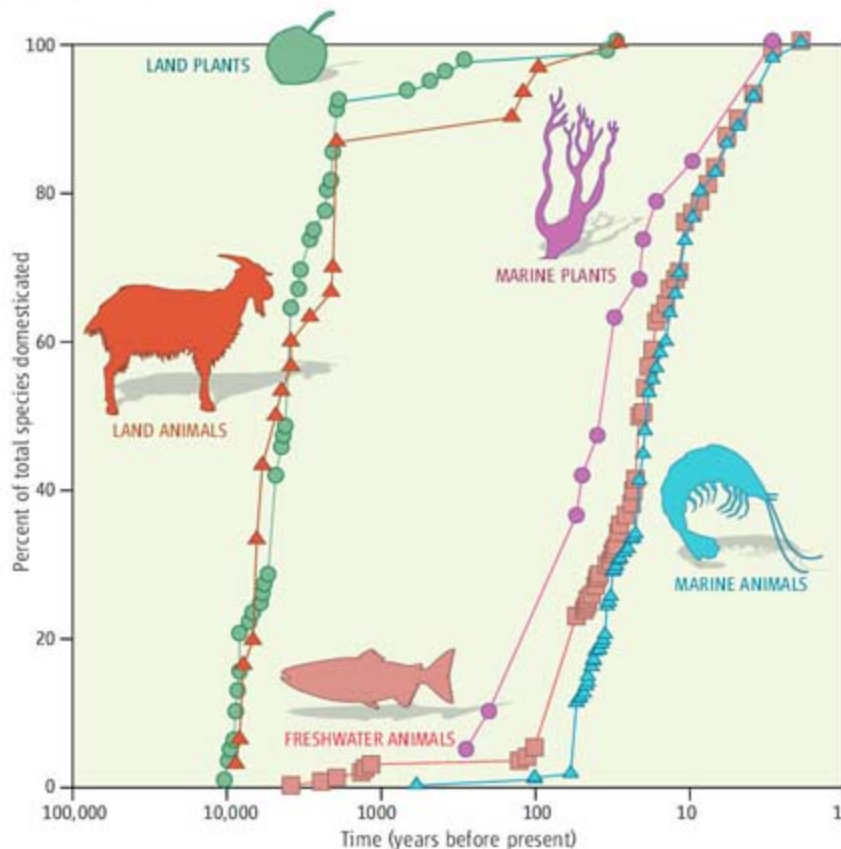 100
80
60
40
20
0
Percent of total species domesticated
LAND PLANTS
LAND ANIMALS
MARINE PLANTS
MARINE ANIMALS
FRESHWATER ANIMALS
100,000
10,000
1000
100
10
1
Time (years before present)